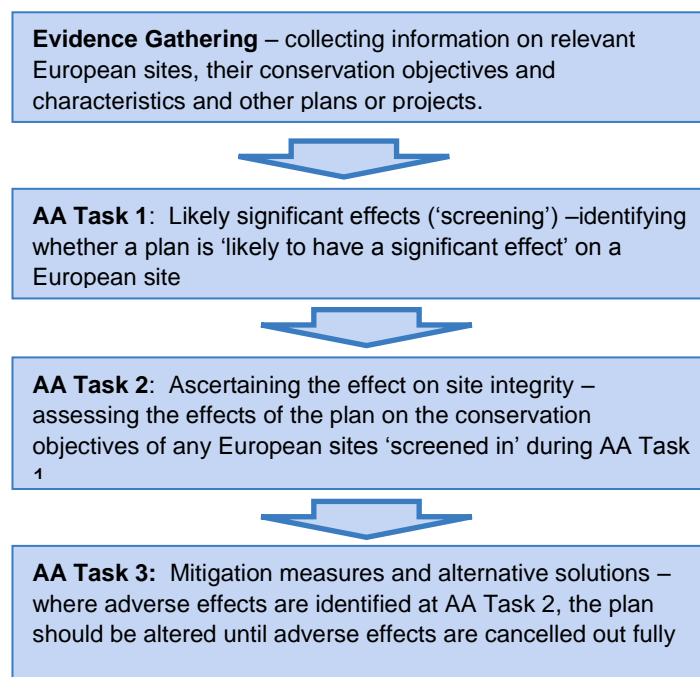 Evidence Gathering – collecting information on relevant
European sites, their conservation objectives and
characteristics and other plans or projects.
AA Task 1:  Likely significant effects (‘screening’) –identifying
whether a plan is ‘likely to have a significant effect’ on a
European site
AA Task 2:  Ascertaining the effect on site integrity –
assessing the effects of the plan on the conservation
objectives of any European sites ‘screened in’ during AA Task
1
AA Task 3:  Mitigation measures and alternative solutions –
where adverse effects are identified at AA Task 2, the plan
should be altered until adverse effects are cancelled out fully